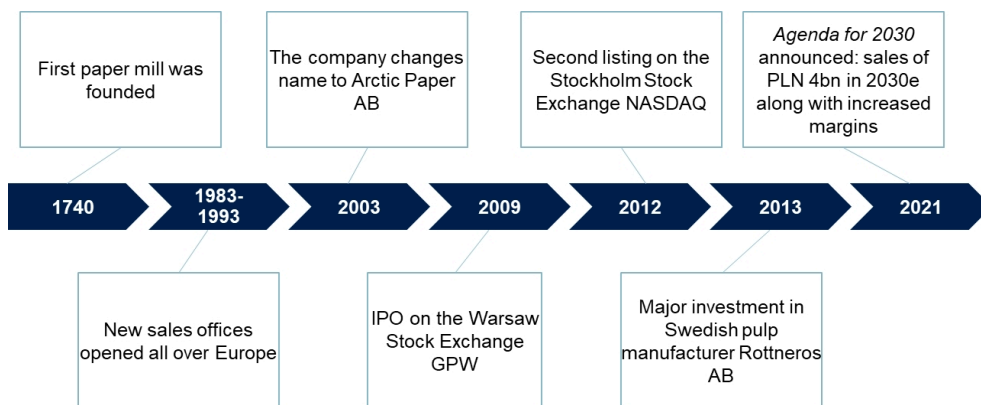 First paper mill was
founded
The company changes
name to Arctic Paper
AB
Second listing on the
Stockholm Stock
Exchange NASDAQ
Agenda for 2030
announced: sales of
PLN 4bn in 2030e
along with increased
margins
1740
1983-
1993
2003
2009
2012
2013
2021
New sales offices
opened all over Europe
IPO on the Warsaw
Stock Exchange
GPW
Major investment in
Swedish pulp
manufacturer Rottneros
AB